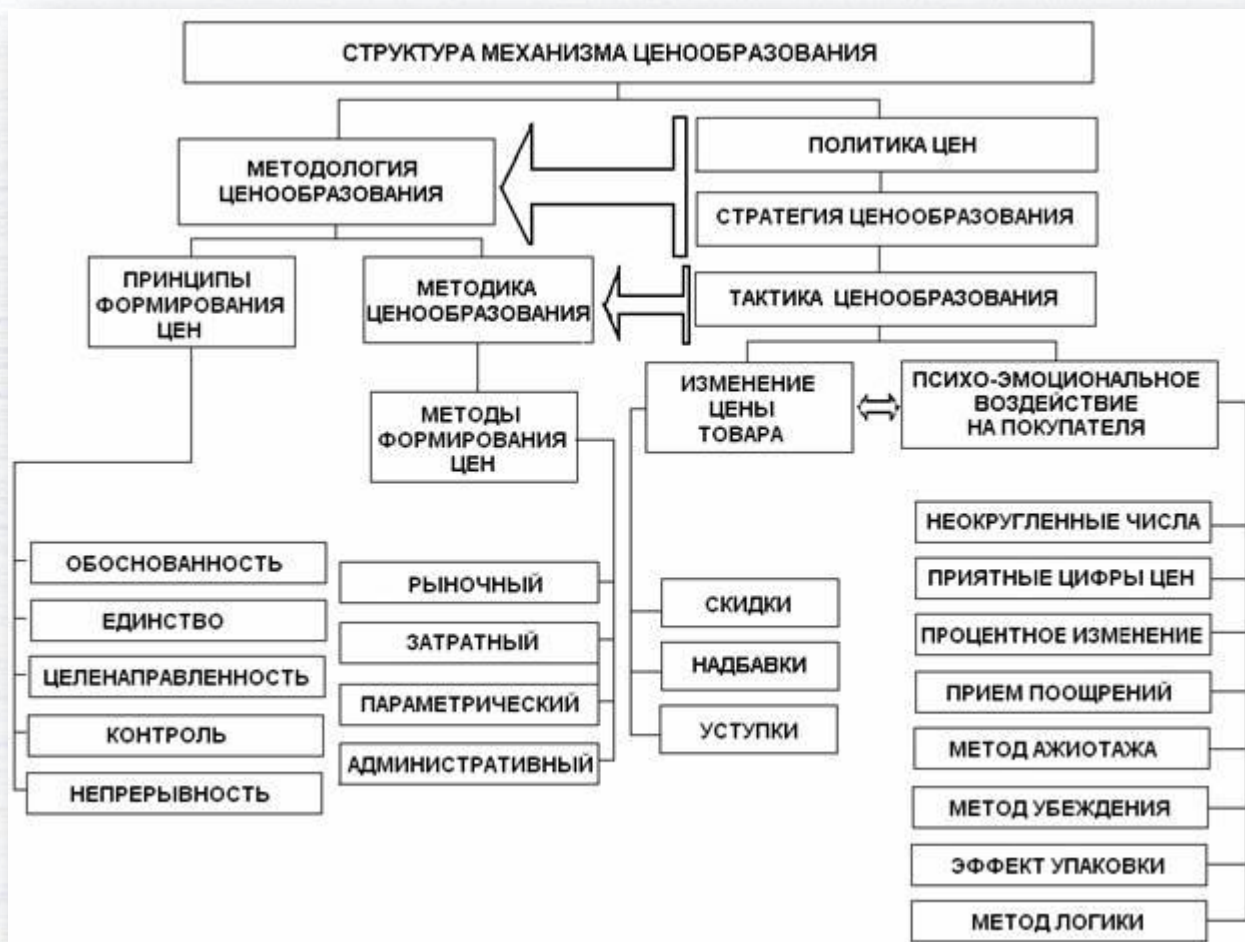 СТРУКТУРА МЕХАНИЗМА ЦЕНООБРАЗОВАНИЯ
МЕТОДОЛОГИЯ
ЦЕНООБРАЗОВАНИЯ
ПОЛИТИКА ЦЕН
СТРАТЕГИЯ ЦЕНООБРАЗОВАНИЯ
ПРИНЦИПЫ
ФОРМИРОВАНИЯ
ЦЕН
МЕТОДИКА
ЦЕНООБРАЗОВАНИЯ
ТАКТИКА ЦЕНООБРАЗОВАНИЯ
МЕТОДЫ
ФОРМИРОВАНИЯ
ЦЕН
ИЗМЕНЕНИЕ
ЦЕНЫ
ТОВАРА
ПСИХО-ЭМОЦИОНАЛЬНОЕ
ВОЗДЕЙСТВИЕ
НА ПОКУПАТЕЛЯ
ОБОСНОВАННОСТЬ
ЕДИНСТВО
ЦЕЛЕНАПРАВЛЕННОСТЬ
КОНТРОЛЬ
НЕПРЕРЫВНОСТЬ
РЫНОЧНЫЙ
ЗАТРАТНЫЙ
ПАРАМЕТРИЧЕСКИЙ
АДМИНИСТРАТИВНЫЙ
СКИДКИ
НАДБАВКИ
УСТУПКИ
НЕОКРУГЛЕННЫЕ ЧИСЛА
ПРИЯТНЫЕ ЦИФРЫ ЦЕН
ПРОЦЕНТНОЕ ИЗМЕНЕНИЕ
ПРИЕМ ПООЩРЕНИЙ
МЕТОД АЖИОТАЖА
МЕТОД УБЕЖДЕНИЯ
ЭФФЕКТ УПАКОВКИ
МЕТОД ЛОГИКИ